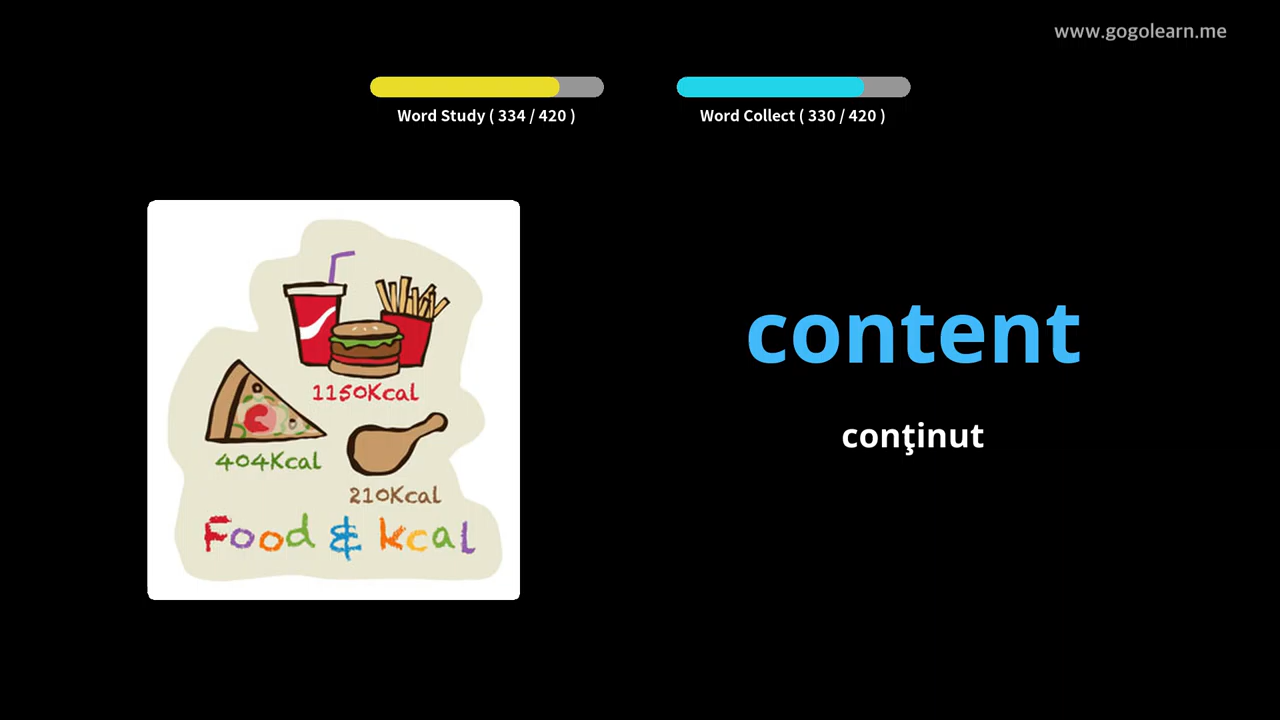 www.gogolearn.me
Word Study ( 334 / 420 )
Word Collect ( 330 / 420 )
1150Kcal
404Kcal
210Kcal
Food & kcal
content
conţinut